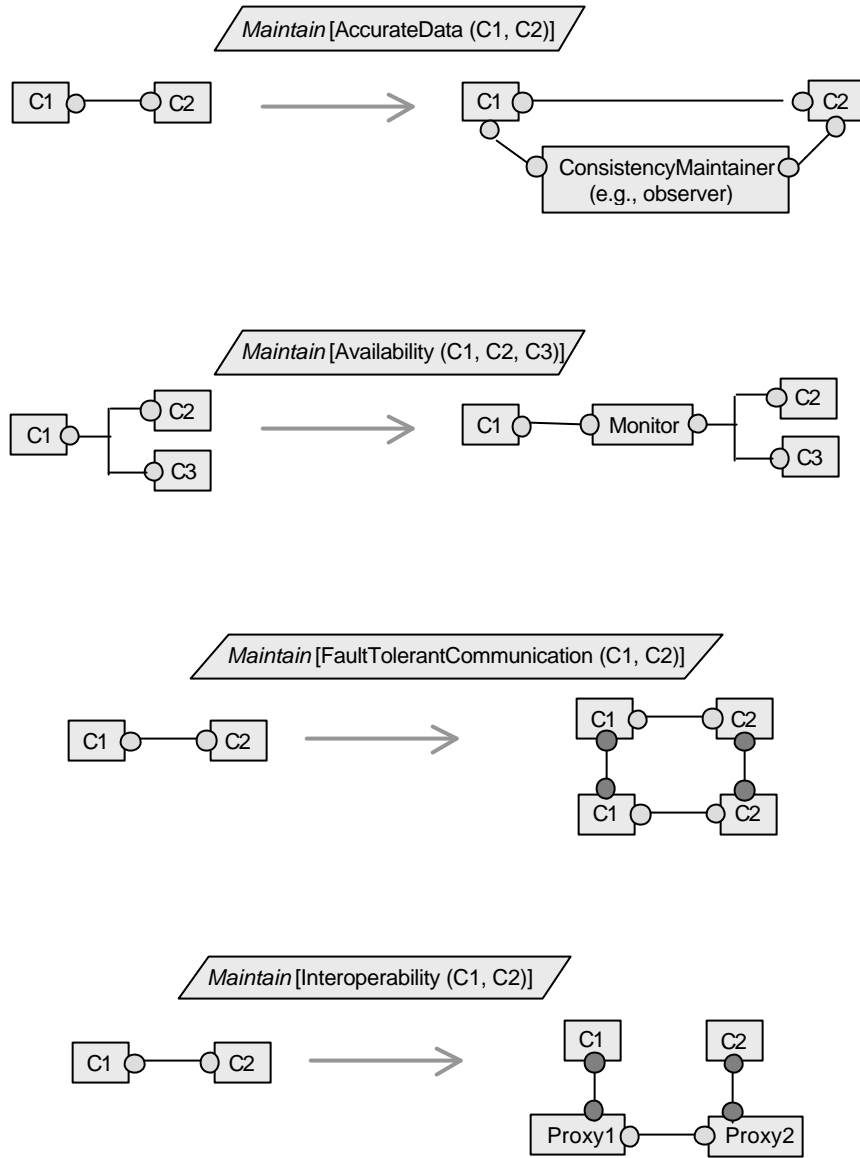 Maintain [AccurateData (C1, C2)]
C1 C2 C1 C2
ConsistencyMaintainer
(e.g., observer)
Maintain [Availability (C1, C2, C3)]
C2 C2
C1 C1 Monitor
C3 C3
Maintain [FaultTolerantCommunication (C1, C2)]
C1 C2
C1 C2
C1 C2
Maintain [Interoperability (C1, C2)]
C1 C2
C1 C2
Proxy1 Proxy2